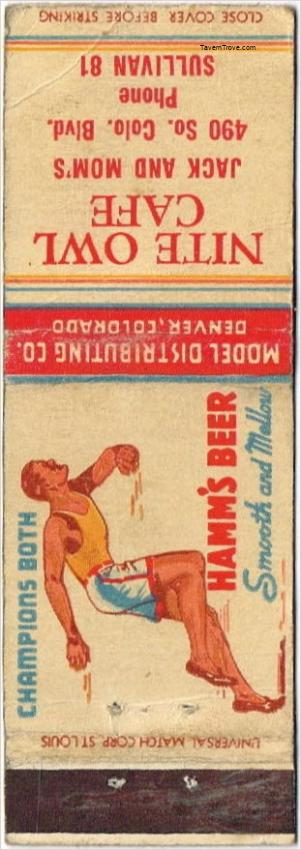 CLOSE COVER BEFORE STRIKING
TavernTrove.com
NITE OWL
CAFE
JACK AND MOM'S
490 So. Colo. Blvd.
Phone
SULLIVAN 81
MODEL DISTRIBUTING CO.
DENVER, COLORADO
CHAMPIONS BOTH
HAMM'S BEER
Smooth and Mellow
UNIVERSAL MATCH CORP. ST. LOUIS